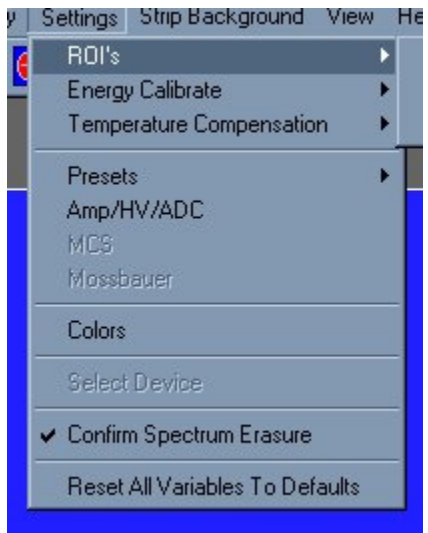 Settings Strip Background View
ROI's
Energy Calibrate
Temperature Compensation
Presets
Amp/HV/ADC
MCS
Mossbauer
Colors
Select Device
Confirm Spectrum Erasure
Reset All Variables To Defaults